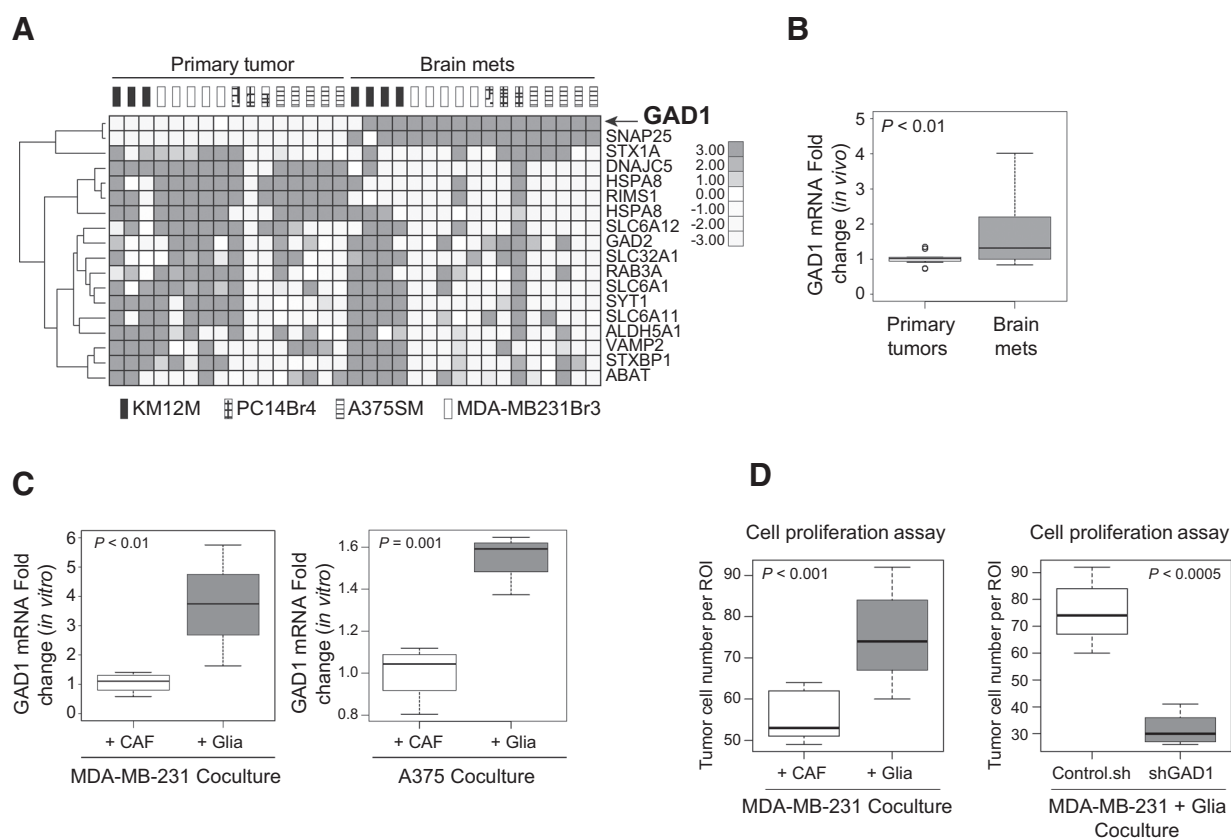 A
Primary tumor
Brain mets
GAD1
SNAP25
STX1A
DNAJC5
HSPA8
RIMS1
HSPA8
SLC6A12
GAD2
SLC32A1
RAB3A
SLC6A1
SYT1
SLC6A11
ALDH5A1
VAMP2
STXBP1
ABAT
3.00
2.00
1.00
0.00
-1.00
-2.00
-3.00
KM12M
PC14Br4
A375SM
MDA-MB231Br3
B
GAD1 mRNA Fold
change (in vivo)
5
4
3
2
1
0
P < 0.01
Primary
tumors
Brain
mets
C
GAD1 mRNA Fold
change (in vitro)
6
5
4
3
2
1
0
P < 0.01
+ CAF
+ Glia
MDA-MB-231 Coculture
GAD1 mRNA Fold
change (in vitro)
1.6
1.4
1.2
1.0
0.8
P = 0.001
+ CAF
+ Glia
A375 Coculture
D
Cell proliferation assay
Tumor cell number per ROI
90
80
70
60
50
P < 0.001
+ CAF
+ Glia
MDA-MB-231 Coculture
Cell proliferation assay
Tumor cell number per ROI
90
80
70
60
50
40
30
P < 0.0005
Control.sh
shGAD1
MDA-MB-231 + Glia
Coculture